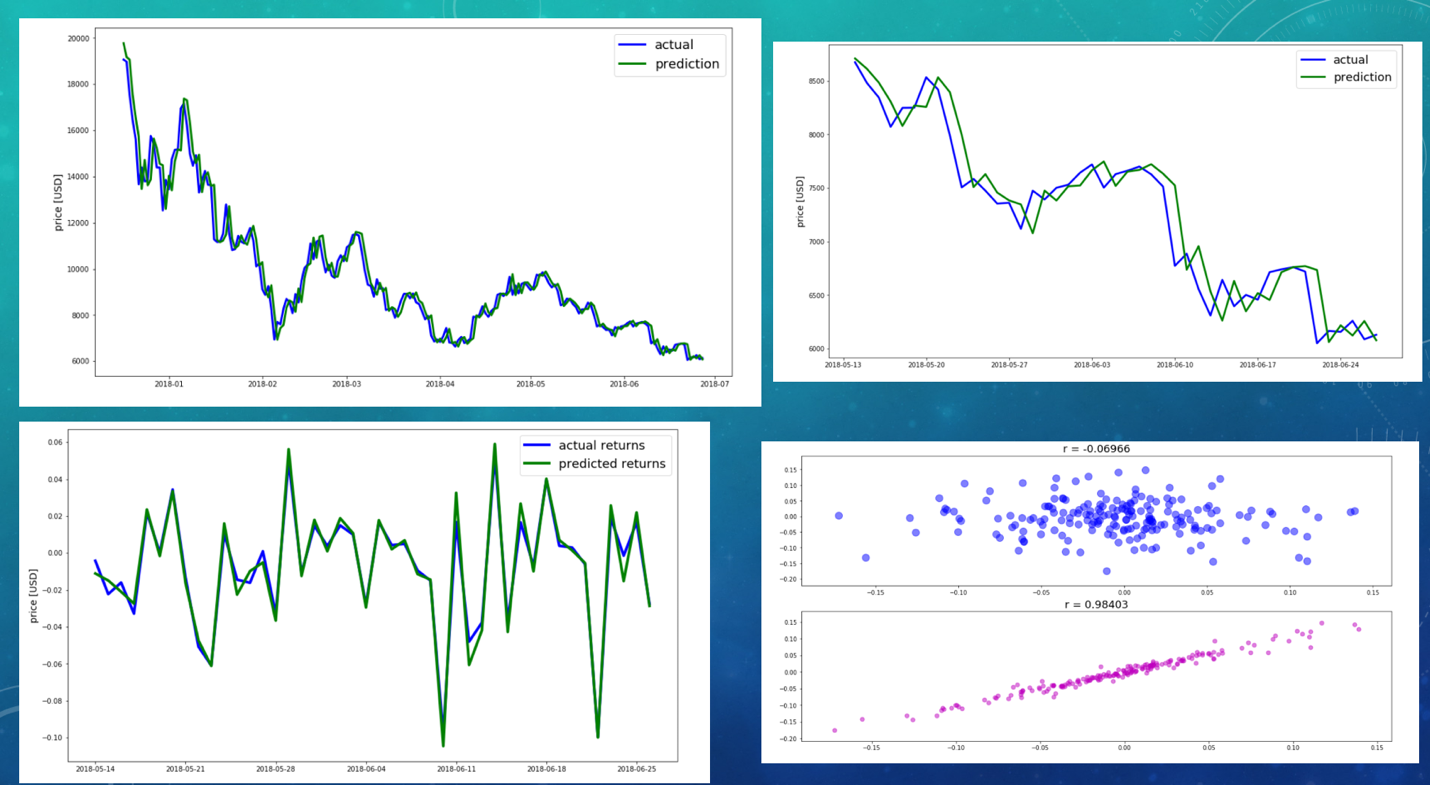 actual
prediction
price [USD]
20000
18000
16000
14000
12000
10000
8000
6000
2018-01 2018-02 2018-03 2018-04 2018-05 2018-06 2018-07
actual
prediction
price [USD]
8500
8000
7500
7000
6500
6000
2018-05-13 2018-05-20 2018-05-27 2018-06-03 2018-06-10 2018-06-17 2018-06-24
actual returns
predicted returns
price [USD]
0.06
0.04
0.02
0.00
−0.02
−0.04
−0.06
−0.08
−0.10
2018-05-14 2018-05-21 2018-05-28 2018-06-04 2018-06-11 2018-06-18 2018-06-25
r = -0.06966
0.15
0.10
0.05
0.00
−0.05
−0.10
−0.15
−0.20
−0.15 −0.10 −0.05 0.00 0.05 0.10 0.15
r = 0.98403
0.15
0.10
0.05
0.00
−0.05
−0.10
−0.15
−0.20
−0.15 −0.10 −0.05 0.00 0.05 0.10 0.15